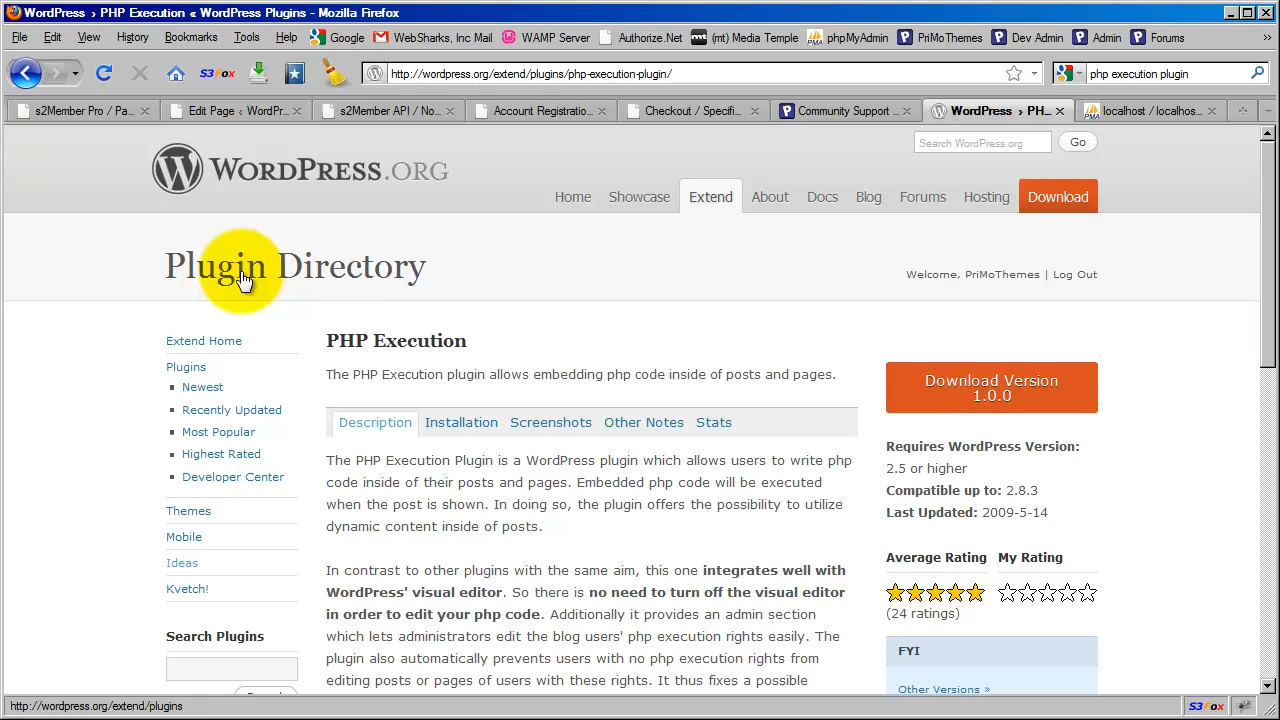 WordPress › PHP Execution « WordPress Plugins - Mozilla Firefox
File Edit View History Bookmarks Tools Help Google WebSharks, Inc Mail WAMP Server Authorize.Net (mt) Media Temple phpMyAdmin PriMoThemes Dev Admin Admin Forums »
S3Fox http://wordpress.org/extend/plugins/php-execution-plugin/ php execution plugin
s2Member Pro / Pa... Edit Page ‹ WordPr... s2Member API / No... Account Registratio... Checkout / Specifi... Community Support ... WordPress › PH... localhost / localhos...
Search WordPress.org Go
WORDPRESS.ORG
Home Showcase Extend About Docs Blog Forums Hosting Download
Plugin Directory
Welcome, PriMoThemes | Log Out
Extend Home
Plugins
Newest
Recently Updated
Most Popular
Highest Rated
Developer Center
Themes
Mobile
Ideas
Kvetch!
Search Plugins
PHP Execution
The PHP Execution plugin allows embedding php code inside of posts and pages.
Description Installation Screenshots Other Notes Stats
The PHP Execution Plugin is a WordPress plugin which allows users to write php
code inside of their posts and pages. Embedded php code will be executed
when the post is shown. In doing so, the plugin offers the possibility to utilize
dynamic content inside of posts.
In contrast to other plugins with the same aim, this one integrates well with
WordPress' visual editor. So there is no need to turn off the visual editor
in order to edit your php code. Additionally it provides an admin section
which lets administrators edit the blog users' php execution rights easily. The
plugin also automatically prevents users with no php execution rights from
editing posts or pages of users with these rights. It thus fixes a possible
Download Version
1.0.0
Requires WordPress Version:
2.5 or higher
Compatible up to: 2.8.3
Last Updated: 2009-5-14
Average Rating My Rating
(24 ratings)
FYI
Other Versions »
http://wordpress.org/extend/plugins
S3Fox